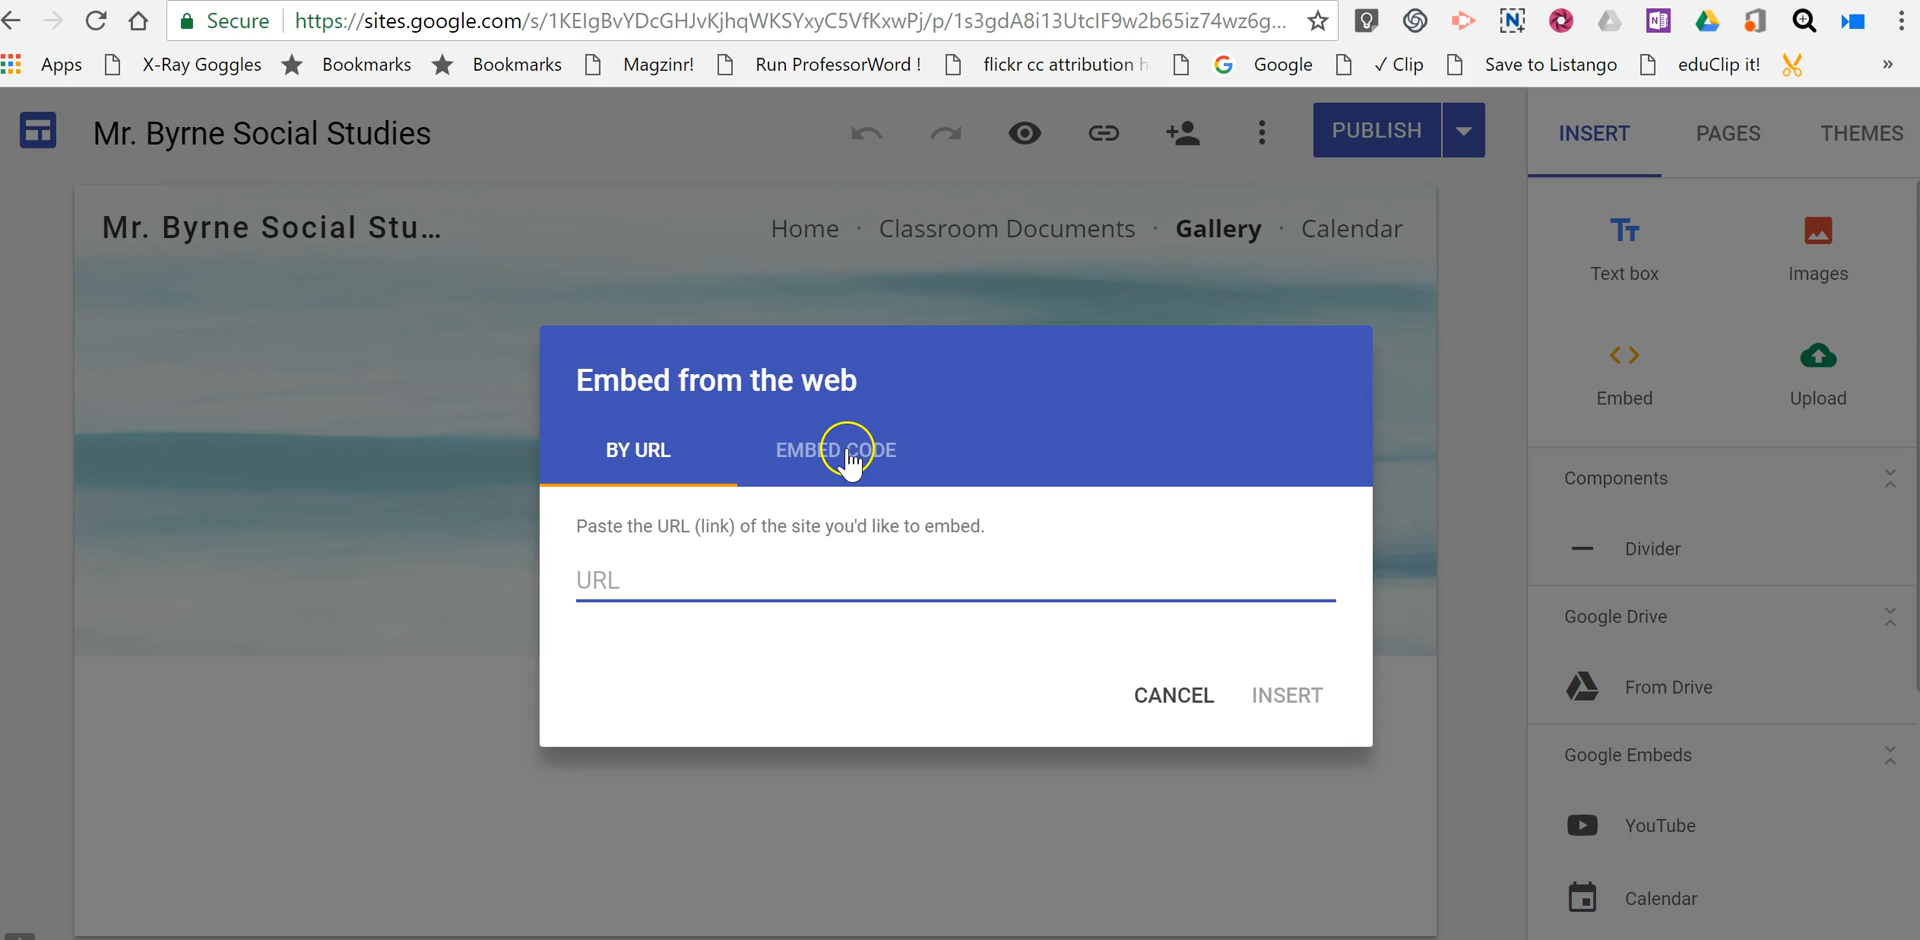 Secure https://sites.google.com/s/1KEIgBvYDcGHJvKjhqWKSYxyC5VfKxwPj/p/1s3gdA8i13UtcIF9w2b65iz74wz6g...
Apps X-Ray Goggles Bookmarks Bookmarks Magzinr! Run ProfessorWord ! flickr cc attribution h Google ✓ Clip Save to Listango eduClip it! »
Mr. Byrne Social Studies PUBLISH INSERT PAGES THEMES
Mr. Byrne Social Stu... Home · Classroom Documents · Gallery · Calendar
Text box Images
Embed from the web
Embed Upload
BY URL EMBED CODE
Components
Paste the URL (link) of the site you'd like to embed.
Divider
URL
Google Drive
From Drive
CANCEL INSERT
Google Embeds
YouTube
Calendar